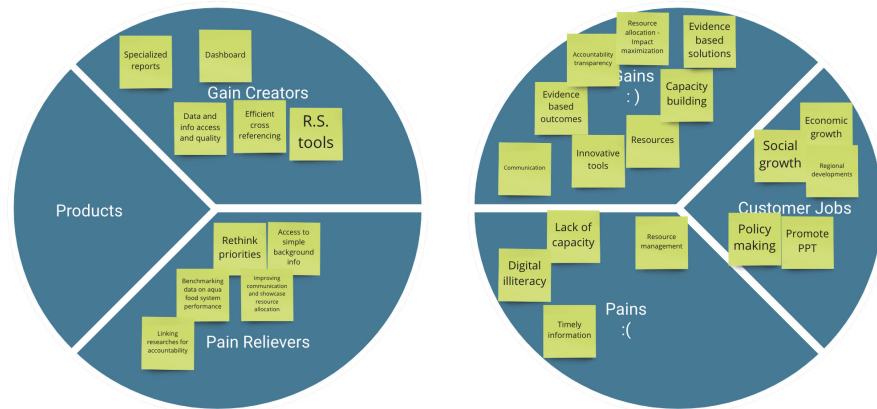 Specialized
reports
Dashboard
Gain Creators
Data and
info access
and quality
Efficient
cross
referencing
R.S.
tools
Products
Rethink
priorities
Access to
simple
background
info
Benchmarking
data on aqua
food system
performance
Improving
communication
and showcase
resource
allocation
Linking
researches for
accountability
Pain Relievers
Resource
allocation -
Impact
maximization
Evidence
based
solutions
Accountability
transparency
Gains
: )
Capacity
building
Evidence
based
outcomes
Resources
Innovative
tools
Communication
Economic
growth
Social
growth
Regional
developments
Customer Jobs
Policy
making
Promote
PPT
Lack of
capacity
Resource
management
Digital
illiteracy
Pains
:(
Timely
information